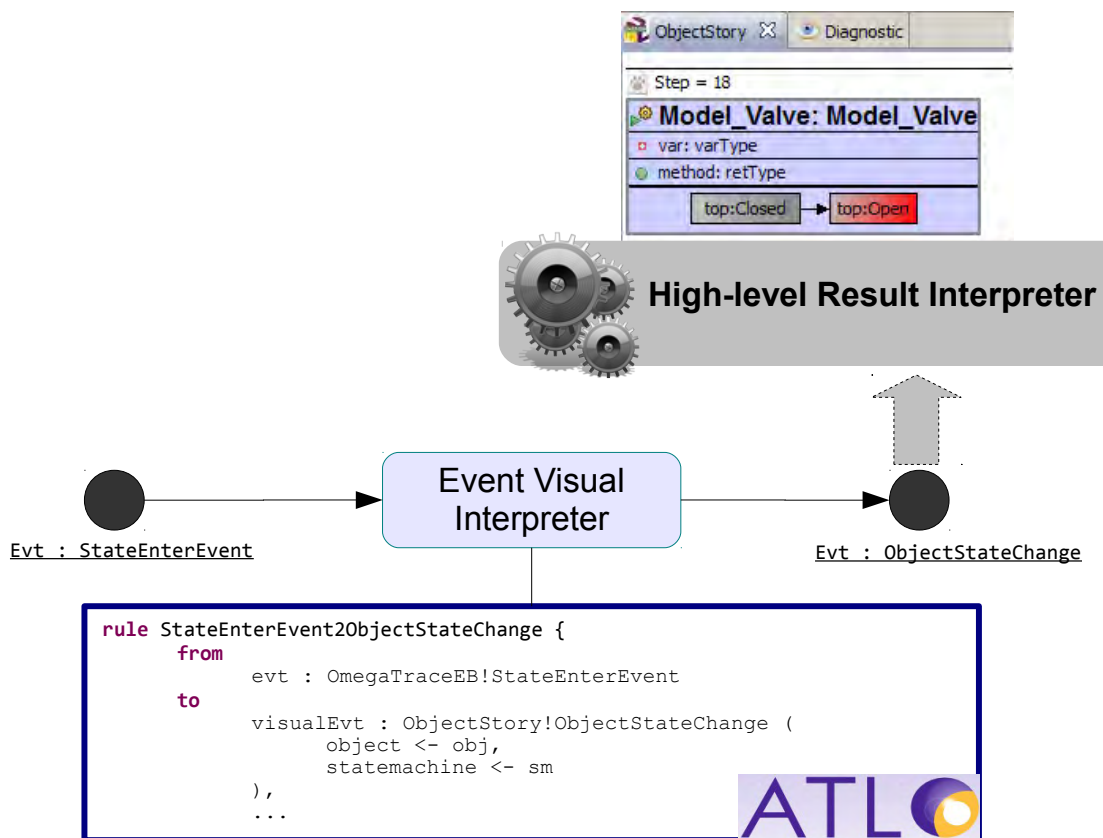 ObjectStory Diagnostic
Step = 18
Model_Valve: Model_Valve
var: varType
method: retType
top:Closed top:Open
High-level Result Interpreter
Event Visual
Interpreter
Evt : StateEnterEvent
Evt : ObjectStateChange
rule StateEnterEvent2ObjectStateChange {
from
evt : OmegaTraceEB!StateEnterEvent
to
visualEvt : ObjectStory!ObjectStateChange (
object <- obj,
statemachine <- sm
),
...
ATL